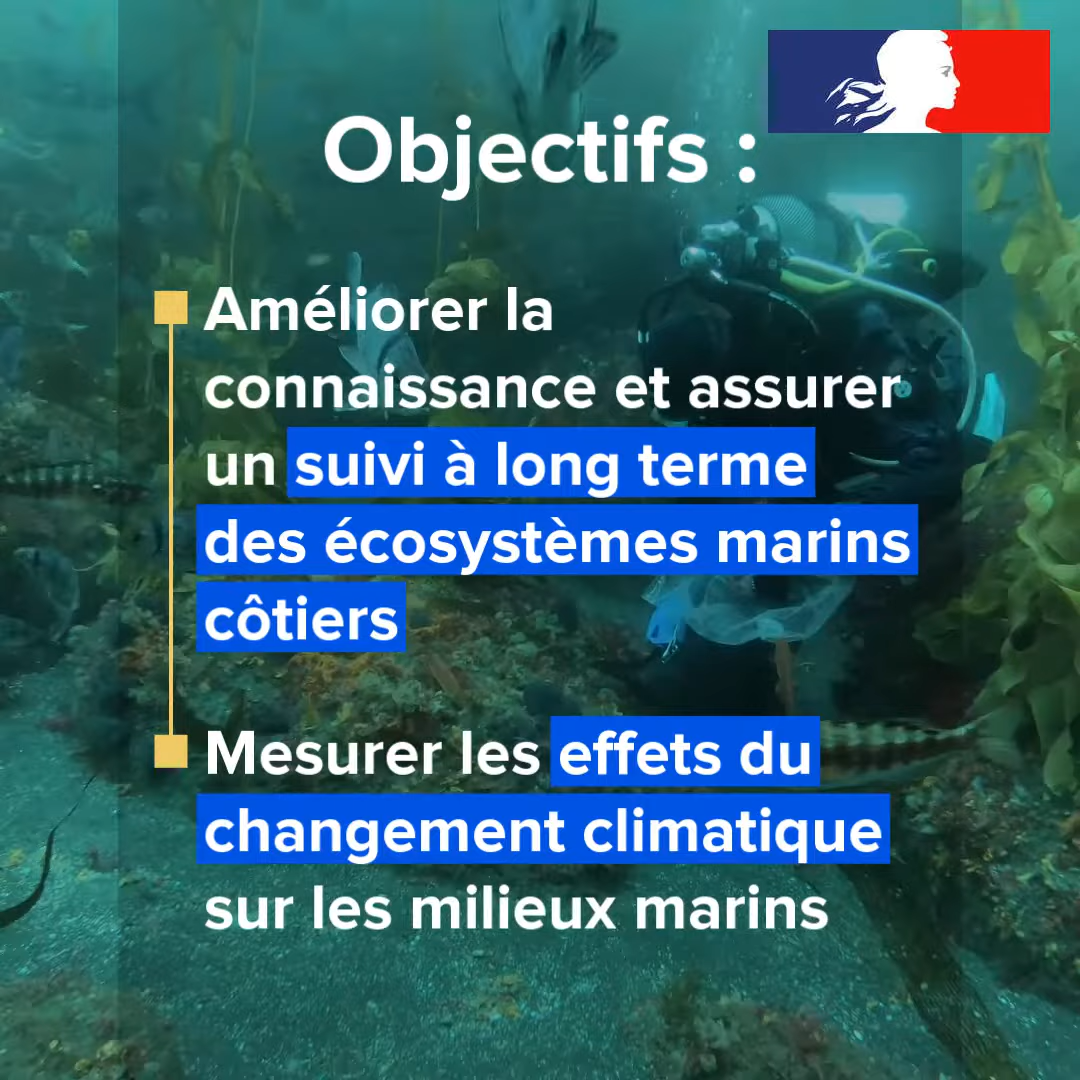 Objectifs :
Améliorer la
connaissance et assurer
un suivi à long terme
des écosystèmes marins
côtiers
Mesurer les effets du
changement climatique
sur les milieux marins